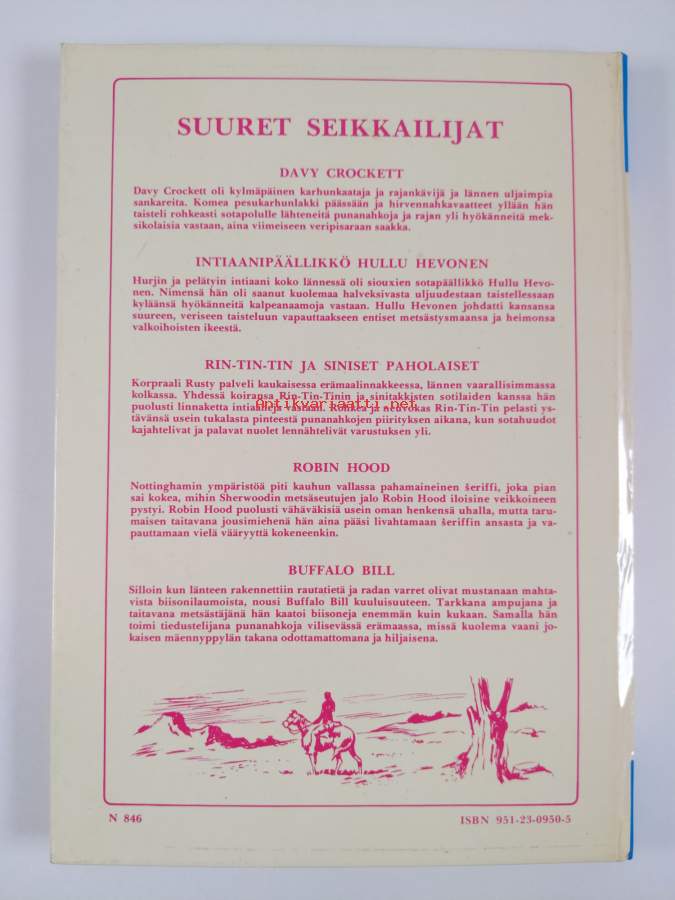 SUURET SEIKKAILIJAT
DAVY CROCKETT
Davy Crockett oli kylmäpäinen karhunkaataja ja rajankävijä ja lännen uljaimpia
sankareita. Komea pesukarhunlakki päässään ja hirvennahkavaatteet yllään hän
taisteli rohkeasti sotapolulle lähteneitä punanahkoja ja rajan yli hyökänneitä mek-
sikolaisia vastaan, aina viimeiseen veripisaraan saakka.
INTIAANIPÄÄLLIKKÖ HULLU HEVONEN
Hurjin ja pelätyin intiaani koko lännessä oli siouxien sotapäällikkö Hullu Hevo-
nen. Nimensä hän oli saanut kuolemaa halveksivasta uljuudestaan taistellessaan
kyläänsä hyökänneitä kalpeanaamoja vastaan. Hullu Hevonen johdatti kansansa
suureen, veriseen taisteluun vapauttaakseen entiset metsästysmaansa ja heimonsa
valkoihoisten ikeestä.
RIN-TIN-TIN JA SINISET PAHOLAISET
Korpraali Rusty palveli kaukaisessa erämaalinnakkeessa, lännen vaarallisimmassa
kolkassa. Yhdessä koiransa Rin-Tin-Tinin ja sinitakkisten sotilaiden kanssa hän
puolusti linnaketta intiaaneja vastaan. Rohkea ja neuvokas Rin-Tin-Tin pelasti ys-
tävänsä usein tukalasta pinteestä punanahkojen piirityksen aikana, kun sotahuudot
kajahtelivat ja palavat nuolet lennähtelivät varustuksen yli.
antikvariaatti.net
ROBIN HOOD
Nottinghamin ympäristöä piti kauhun vallassa pahamaineinen šeriffi, joka pian
sai kokea, mihin Sherwoodin metsäseutujen jalo Robin Hood iloisine veikkoineen
pystyi. Robin Hood puolusti vähäväkisiä usein oman henkensä uhalla, mutta taru-
maisen taitavana jousimiehenä hän aina pääsi livahtamaan šeriffin ansasta ja va-
pauttamaan vielä vääryyttä kokeneenkin.
BUFFALO BILL
Silloin kun länteen rakennettiin rautatietä ja radan varret olivat mustanaan mahta-
vista biisonilaumoista, nousi Buffalo Bill kuuluisuuteen. Tarkkana ampujana ja
taitavana metsästäjänä hän kaatoi biisoneja enemmän kuin kukaan. Samalla hän
toimi tiedustelijana punanahkoja vilisevässä erämaassa, missä kuolema vaani jo-
kaisen mäennyppylän takana odottamattomana ja hiljaisena.
N 846
ISBN 951-23-0950-5